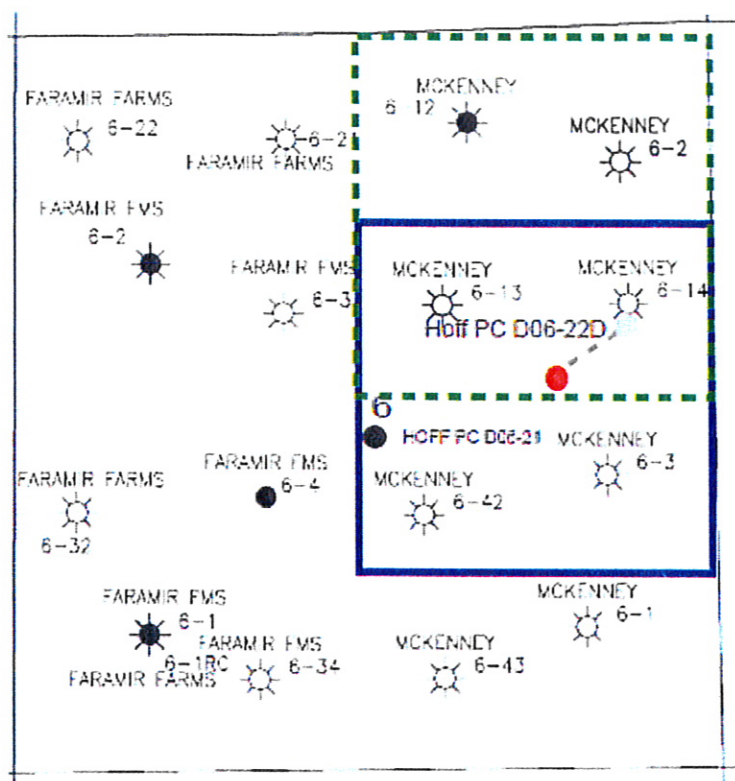 MCKENNEY
6-12
FARAMIR FARMS
6-22
6-2
FARAMIR FARMS
MCKENNEY
6-2
FARAMIR FMS
6-2
FARAMIR FMS
6-3
MCKENNEY
6-13
MCKENNEY
6-14
Hoff PC D06-22D
6
HOFF PC D06-21
MCKENNEY
6-3
FARAMIR FMS
6-4
FARAMIR FARMS
6-32
MCKENNEY
6-42
FARAMIR FMS
6-1
6-1RC
FARAMIR FARMS
FARAMIR FMS
6-34
MCKENNEY
6-43
MCKENNEY
6-1